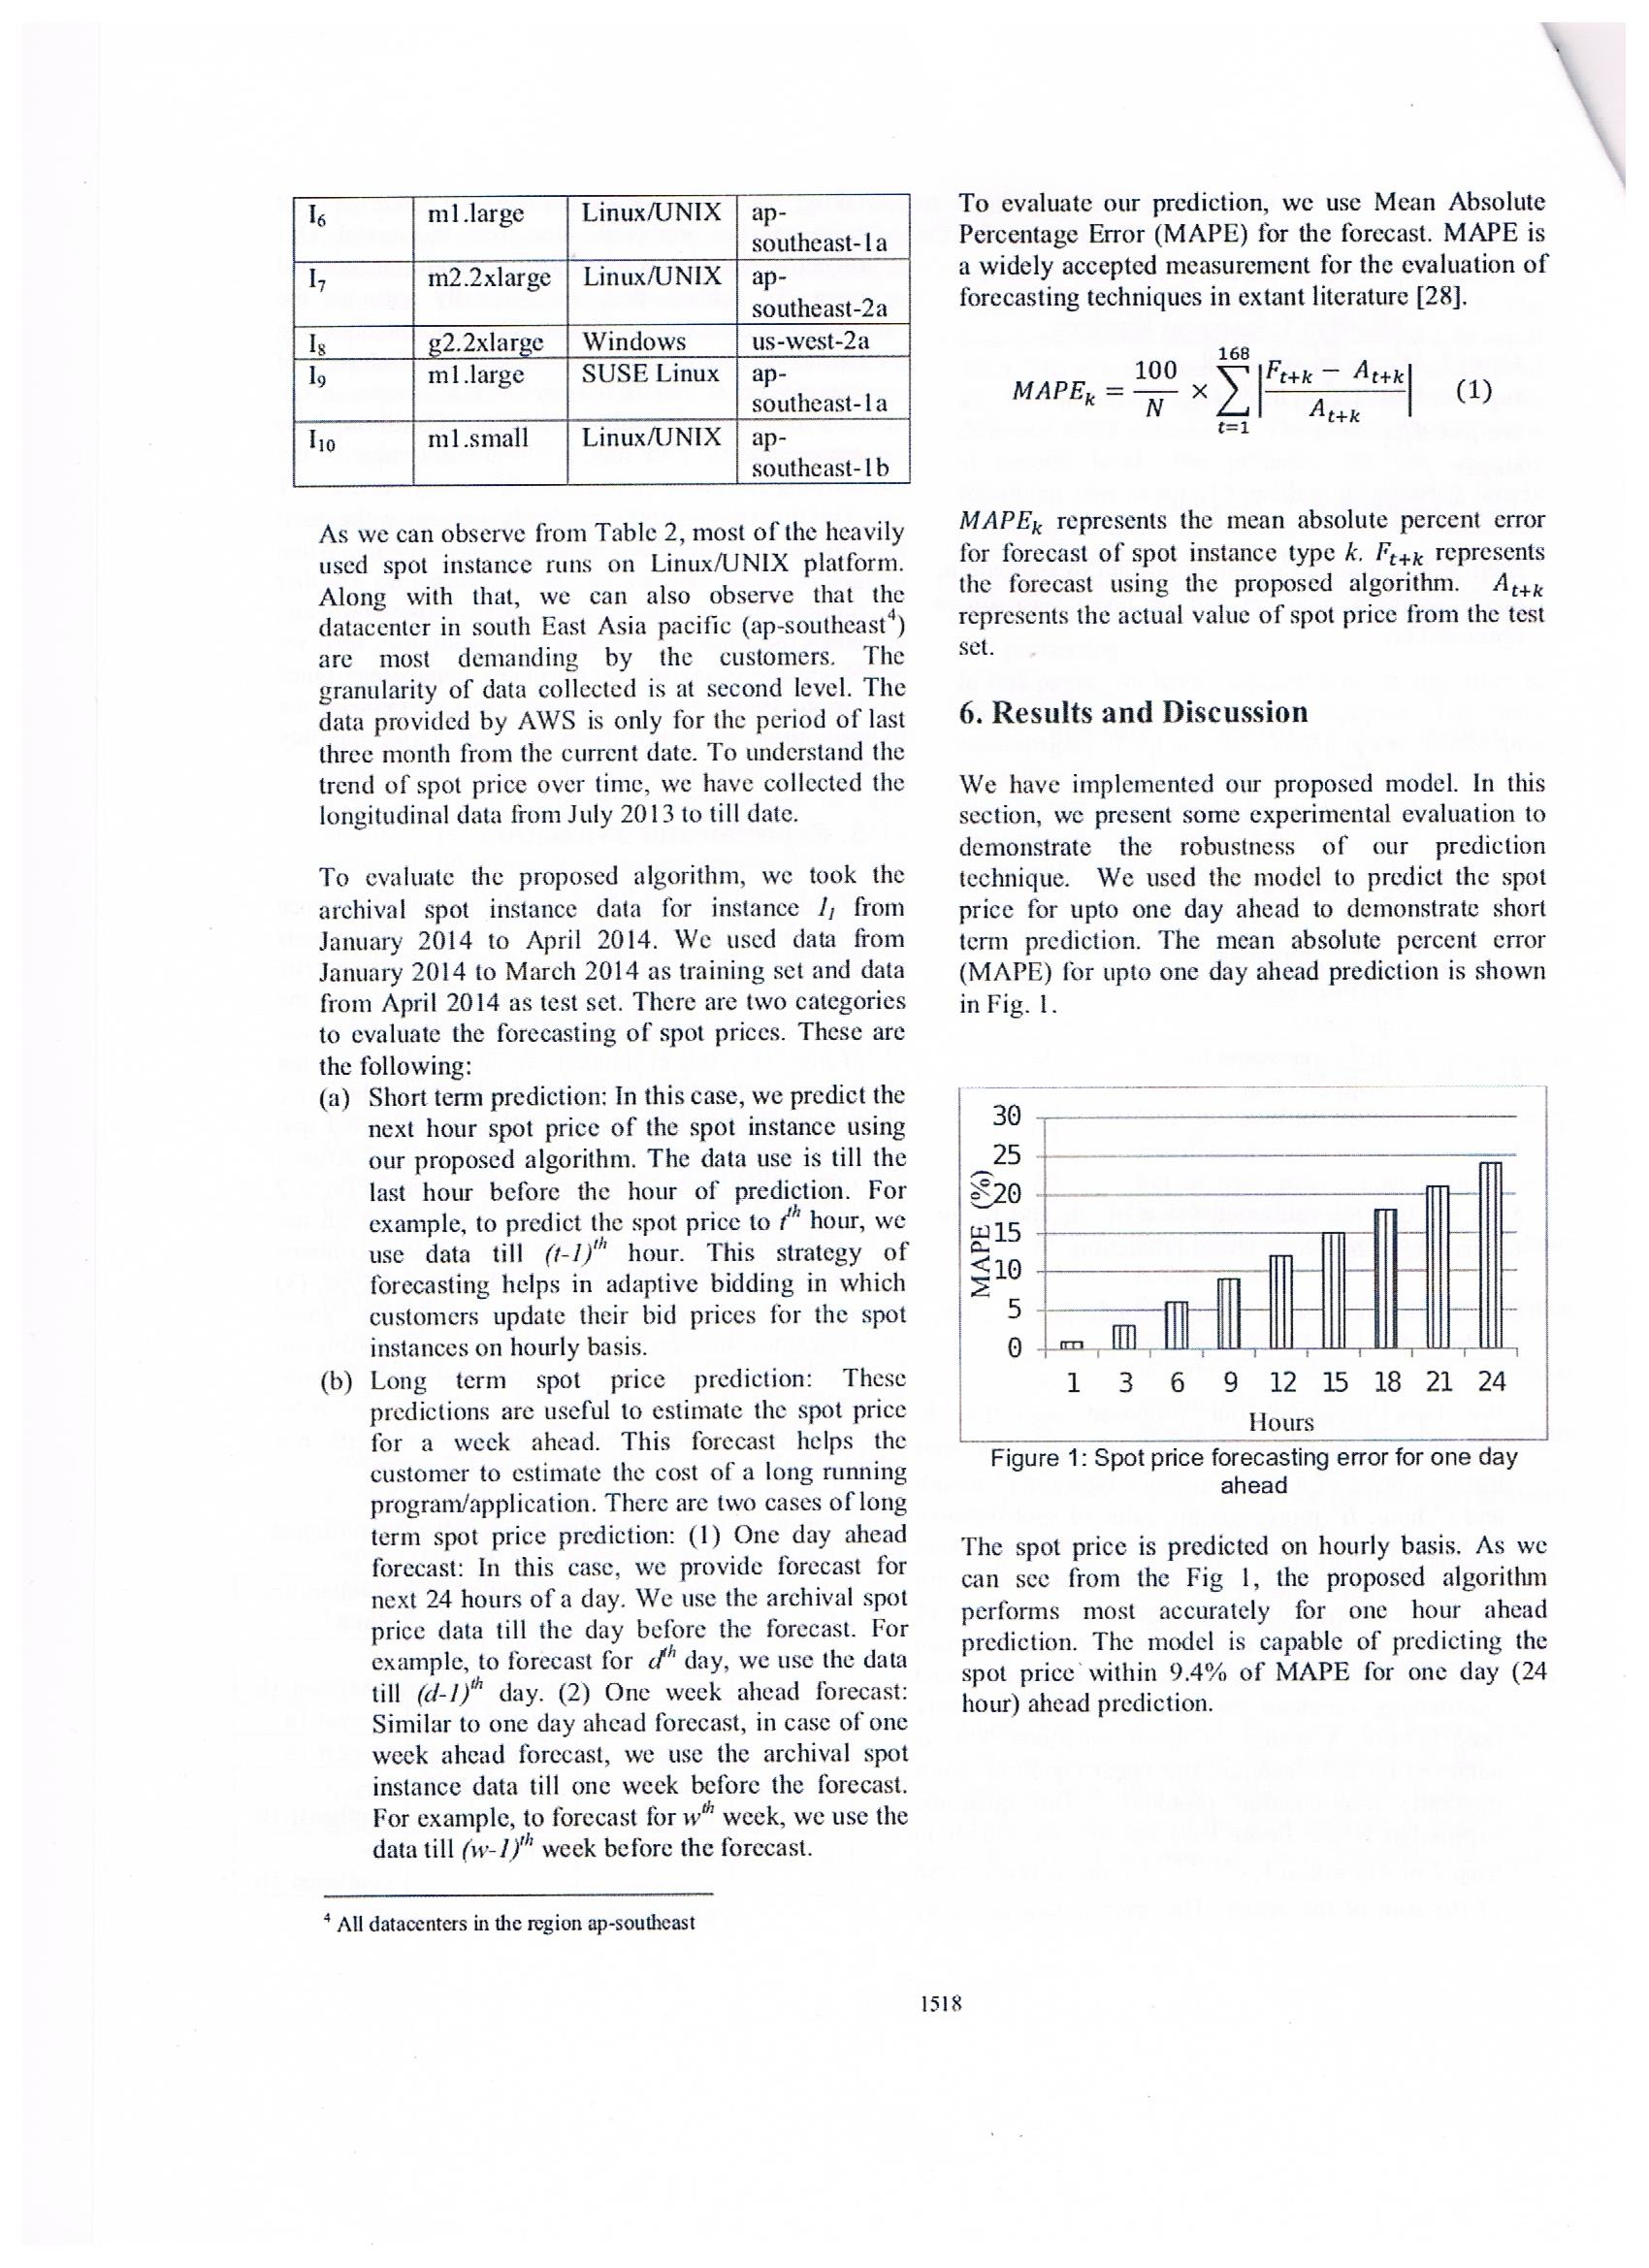 I6 m1.large Linux/UNIX ap-
southeast-1a
I7 m2.2xlarge Linux/UNIX ap-
southeast-2a
I8 g2.2xlarge Windows us-west-2a
I9 m1.large SUSE Linux ap-
southeast-1a
I10 m1.small Linux/UNIX ap-
southeast-1b
As we can observe from Table 2, most of the heavily
used spot instance runs on Linux/UNIX platform.
Along with that, we can also observe that the
datacenter in south East Asia pacific (ap-southeast4)
are most demanding by the customers. The
granularity of data collected is at second level. The
data provided by AWS is only for the period of last
three month from the current date. To understand the
trend of spot price over time, we have collected the
longitudinal data from July 2013 to till date.
To evaluate the proposed algorithm, we took the
archival spot instance data for instance I1 from
January 2014 to April 2014. We used data from
January 2014 to March 2014 as training set and data
from April 2014 as test set. There are two categories
to evaluate the forecasting of spot prices. These are
the following:
(a) Short term prediction: In this case, we predict the
next hour spot price of the spot instance using
our proposed algorithm. The data use is till the
last hour before the hour of prediction. For
example, to predict the spot price to tth hour, we
use data till (t-1)th hour. This strategy of
forecasting helps in adaptive bidding in which
customers update their bid prices for the spot
instances on hourly basis.
(b) Long term spot price prediction: These
predictions are useful to estimate the spot price
for a week ahead. This forecast helps the
customer to estimate the cost of a long running
program/application. There are two cases of long
term spot price prediction: (1) One day ahead
forecast: In this case, we provide forecast for
next 24 hours of a day. We use the archival spot
price data till the day before the forecast. For
example, to forecast for dth day, we use the data
till (d-1)th day. (2) One week ahead forecast:
Similar to one day ahead forecast, in case of one
week ahead forecast, we use the archival spot
instance data till one week before the forecast.
For example, to forecast for wth week, we use the
data till (w-1)th week before the forecast.
4 All datacenters in the region ap-southeast
To evaluate our prediction, we use Mean Absolute
Percentage Error (MAPE) for the forecast. MAPE is
a widely accepted measurement for the evaluation of
forecasting techniques in extant literature [28].
MAPEk = 100/N × ∑ t=1 168 |Ft+k − At+k / At+k| (1)
MAPEk represents the mean absolute percent error
for forecast of spot instance type k. Ft+k represents
the forecast using the proposed algorithm. At+k
represents the actual value of spot price from the test
set.
6. Results and Discussion
We have implemented our proposed model. In this
section, we present some experimental evaluation to
demonstrate the robustness of our prediction
technique. We used the model to predict the spot
price for upto one day ahead to demonstrate short
term prediction. The mean absolute percent error
(MAPE) for upto one day ahead prediction is shown
in Fig. 1.
MAPE (%)
30
25
20
15
10
5
0
1 3 6 9 12 15 18 21 24
Hours
Figure 1: Spot price forecasting error for one day
ahead
The spot price is predicted on hourly basis. As we
can see from the Fig 1, the proposed algorithm
performs most accurately for one hour ahead
prediction. The model is capable of predicting the
spot price within 9.4% of MAPE for one day (24
hour) ahead prediction.
1518